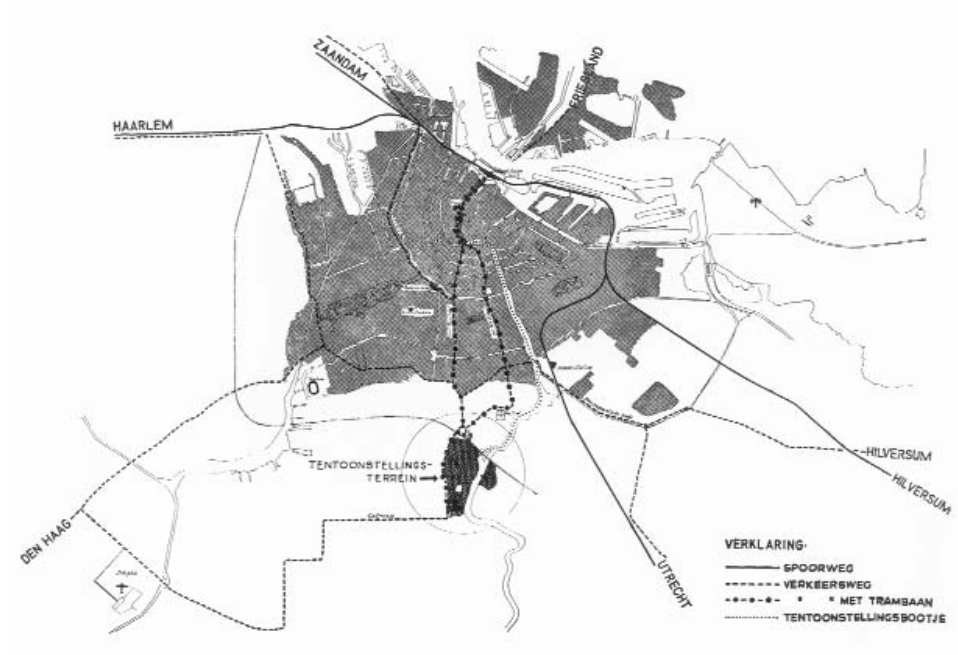 ZAANDAM
FRIESLAND
HAARLEM
TENTOONSTELLINGS-
TERREIN
DEN HAAG
HILVERSUM
HILVERSUM
UTRECHT
VERKLARING·
SPOORWEG
VERKEERSWEG
" " MET TRAMBAAN
TENTOONSTELLINGSBOOTJE